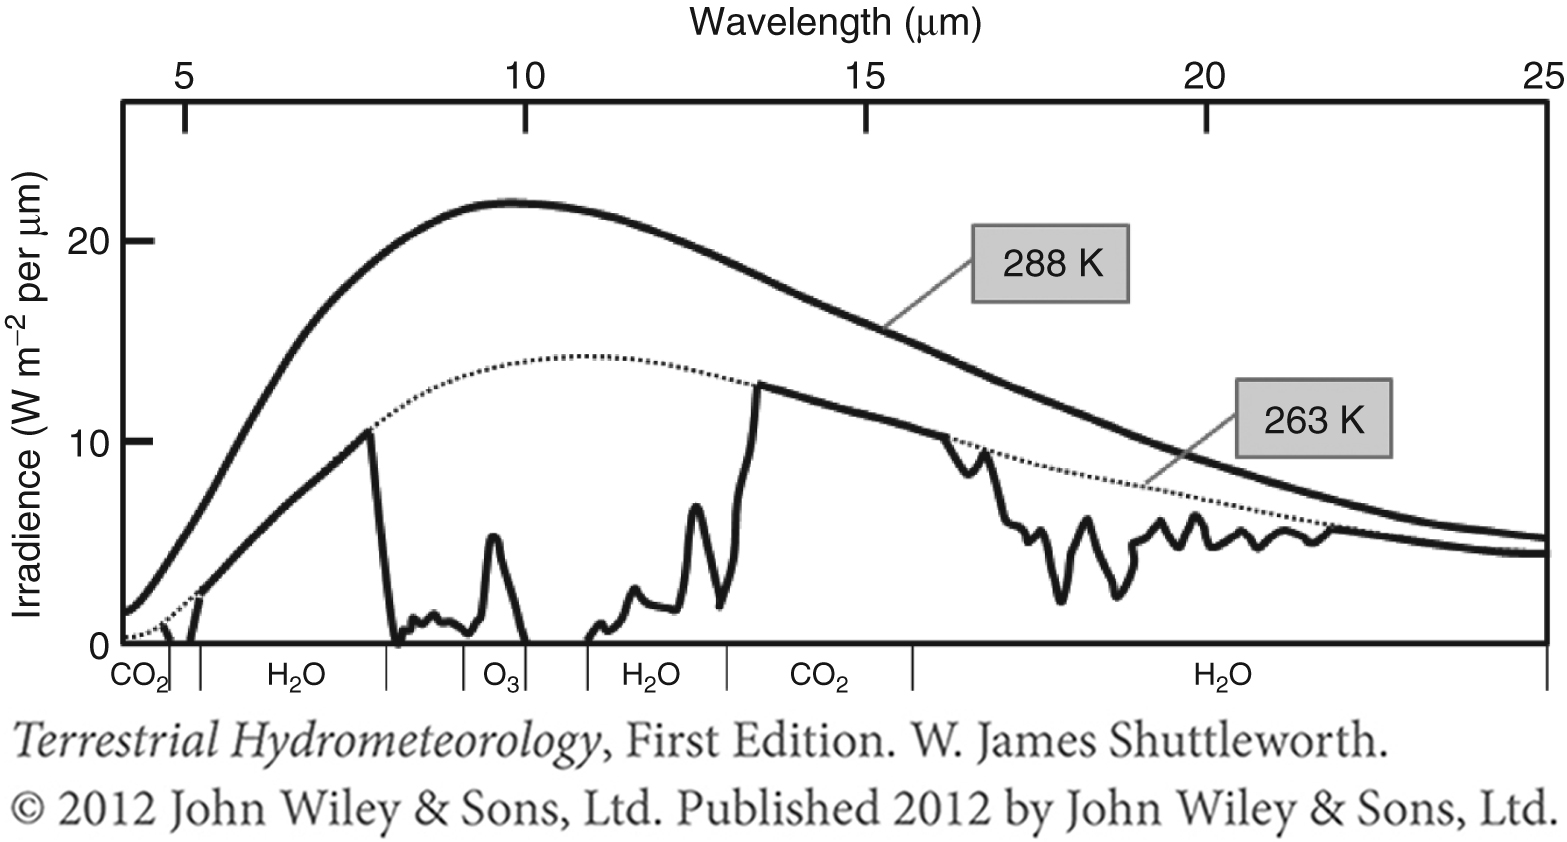 Wavelength (μm)
5 10 15 20 25
Irradience (W m⁻² per μm)
20
288 K
263 K
10
0
CO₂ H₂O O₃ H₂O CO₂ H₂O
Terrestrial Hydrometeorology, First Edition. W. James Shuttleworth.
© 2012 John Wiley & Sons, Ltd. Published 2012 by John Wiley & Sons, Ltd.